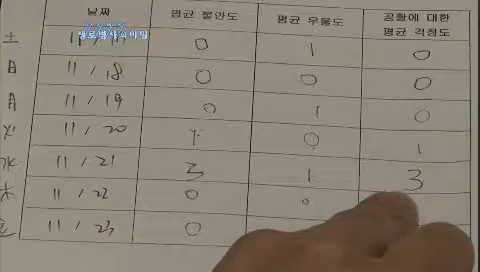 날짜 평균 불안도 평균 우울도 공황에 대한 평균 걱정도
생로병사의 비밀
土 0 1 0
日 11/18 0 0 0
月 11/19 0 1 0
火 11/20 1 0 1
水 11/21 3 1 3
木 11/22 0 0
金 11/23 0